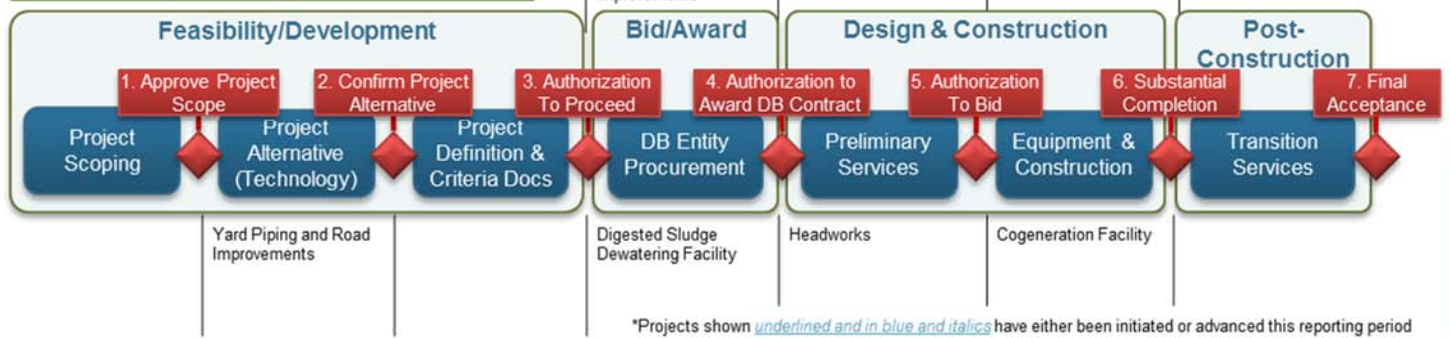 Feasibility/Development
Bid/Award
Design & Construction
Post-
Construction
1. Approve Project
Scope
2. Confirm Project
Alternative
3. Authorization
To Proceed
4. Authorization to
Award DB Contract
5. Authorization
To Bid
6. Substantial
Completion
7. Final
Acceptance
Project
Scoping
Project
Alternative
(Technology)
Project
Definition &
Criteria Docs
DB Entity
Procurement
Preliminary
Services
Equipment &
Construction
Transition
Services
Yard Piping and Road
Improvements
Digested Sludge
Dewatering Facility
Headworks
Cogeneration Facility
*Projects shown underlined and in blue and italics have either been initiated or advanced this reporting period